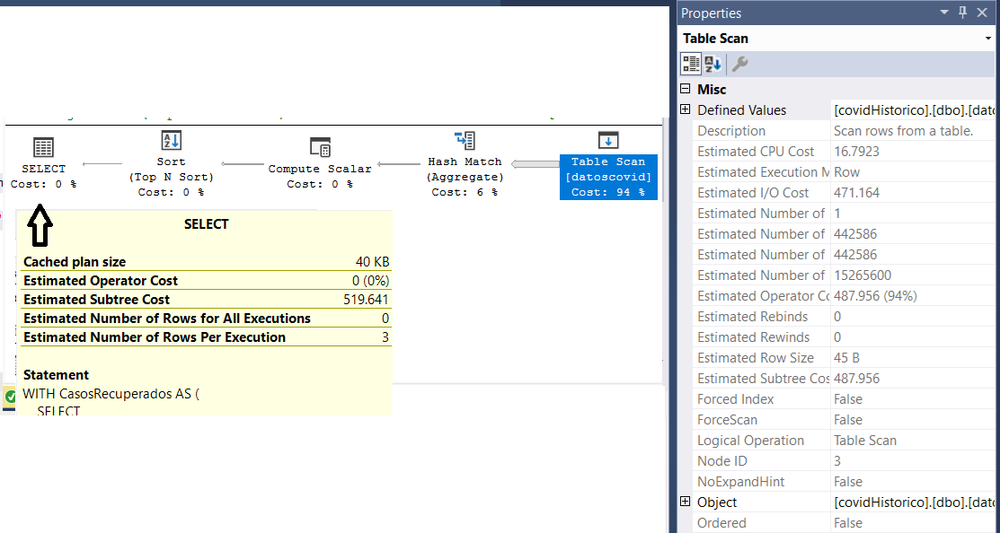 SELECT
Cost: 0 %
Sort
(Top N Sort)
Cost: 0 %
Compute Scalar
Cost: 0 %
Hash Match
(Aggregate)
Cost: 6 %
Table Scan
[datoscovid]
Cost: 94 %
SELECT
Cached plan size 40 KB
Estimated Operator Cost 0 (0%)
Estimated Subtree Cost 519.641
Estimated Number of Rows for All Executions 0
Estimated Number of Rows Per Execution 3
Statement
WITH CasosRecuperados AS (
SELECT
Properties
Table Scan
Misc
Defined Values [covidHistorico].[dbo].[dato
Description Scan rows from a table.
Estimated CPU Cost 16.7923
Estimated Execution M Row
Estimated I/O Cost 471.164
Estimated Number of 1
Estimated Number of 442586
Estimated Number of 442586
Estimated Number of 15265600
Estimated Operator Co 487.956 (94%)
Estimated Rebinds 0
Estimated Rewinds 0
Estimated Row Size 45 B
Estimated Subtree Cos 487.956
Forced Index False
ForceScan False
Logical Operation Table Scan
Node ID 3
NoExpandHint False
Object [covidHistorico].[dbo].[dato
Ordered False